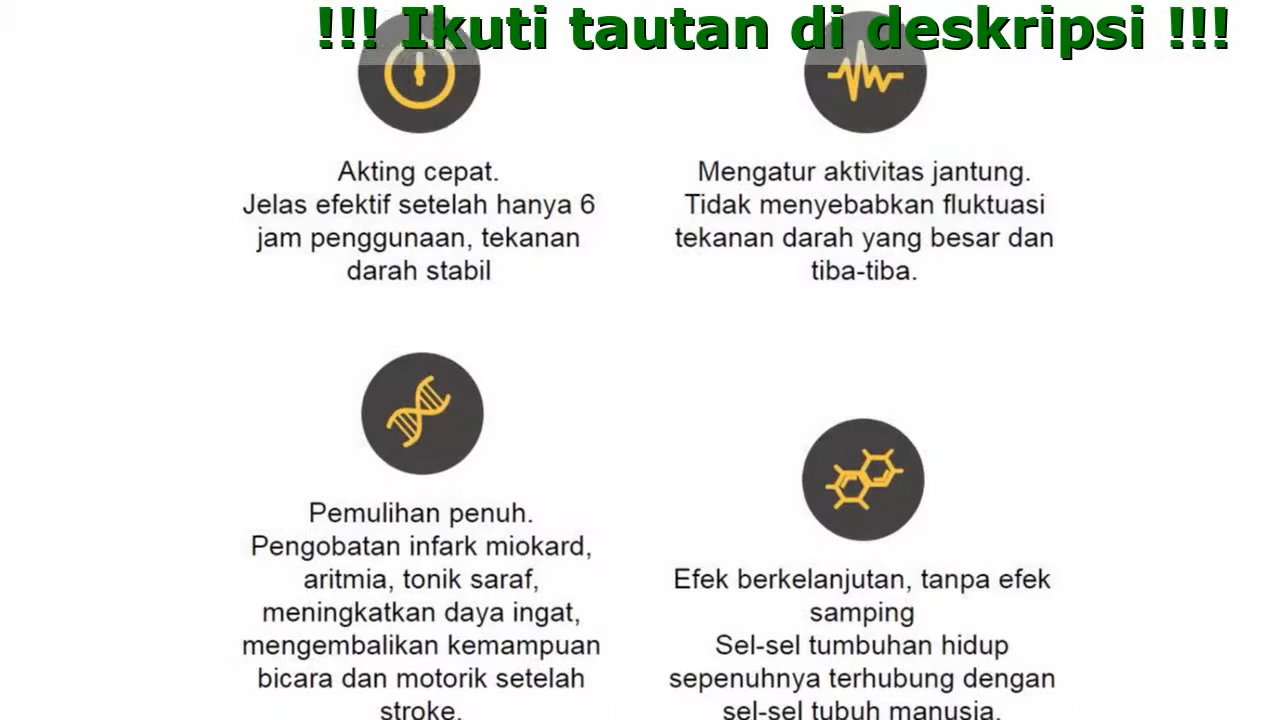 !!! Ikuti tautan di deskripsi !!!
Akting cepat.
Jelas efektif setelah hanya 6
jam penggunaan, tekanan
darah stabil
Mengatur aktivitas jantung.
Tidak menyebabkan fluktuasi
tekanan darah yang besar dan
tiba-tiba.
Pemulihan penuh.
Pengobatan infark miokard,
aritmia, tonik saraf,
meningkatkan daya ingat,
mengembalikan kemampuan
bicara dan motorik setelah
stroke.
Efek berkelanjutan, tanpa efek
samping
Sel-sel tumbuhan hidup
sepenuhnya terhubung dengan
sel-sel tubuh manusia.